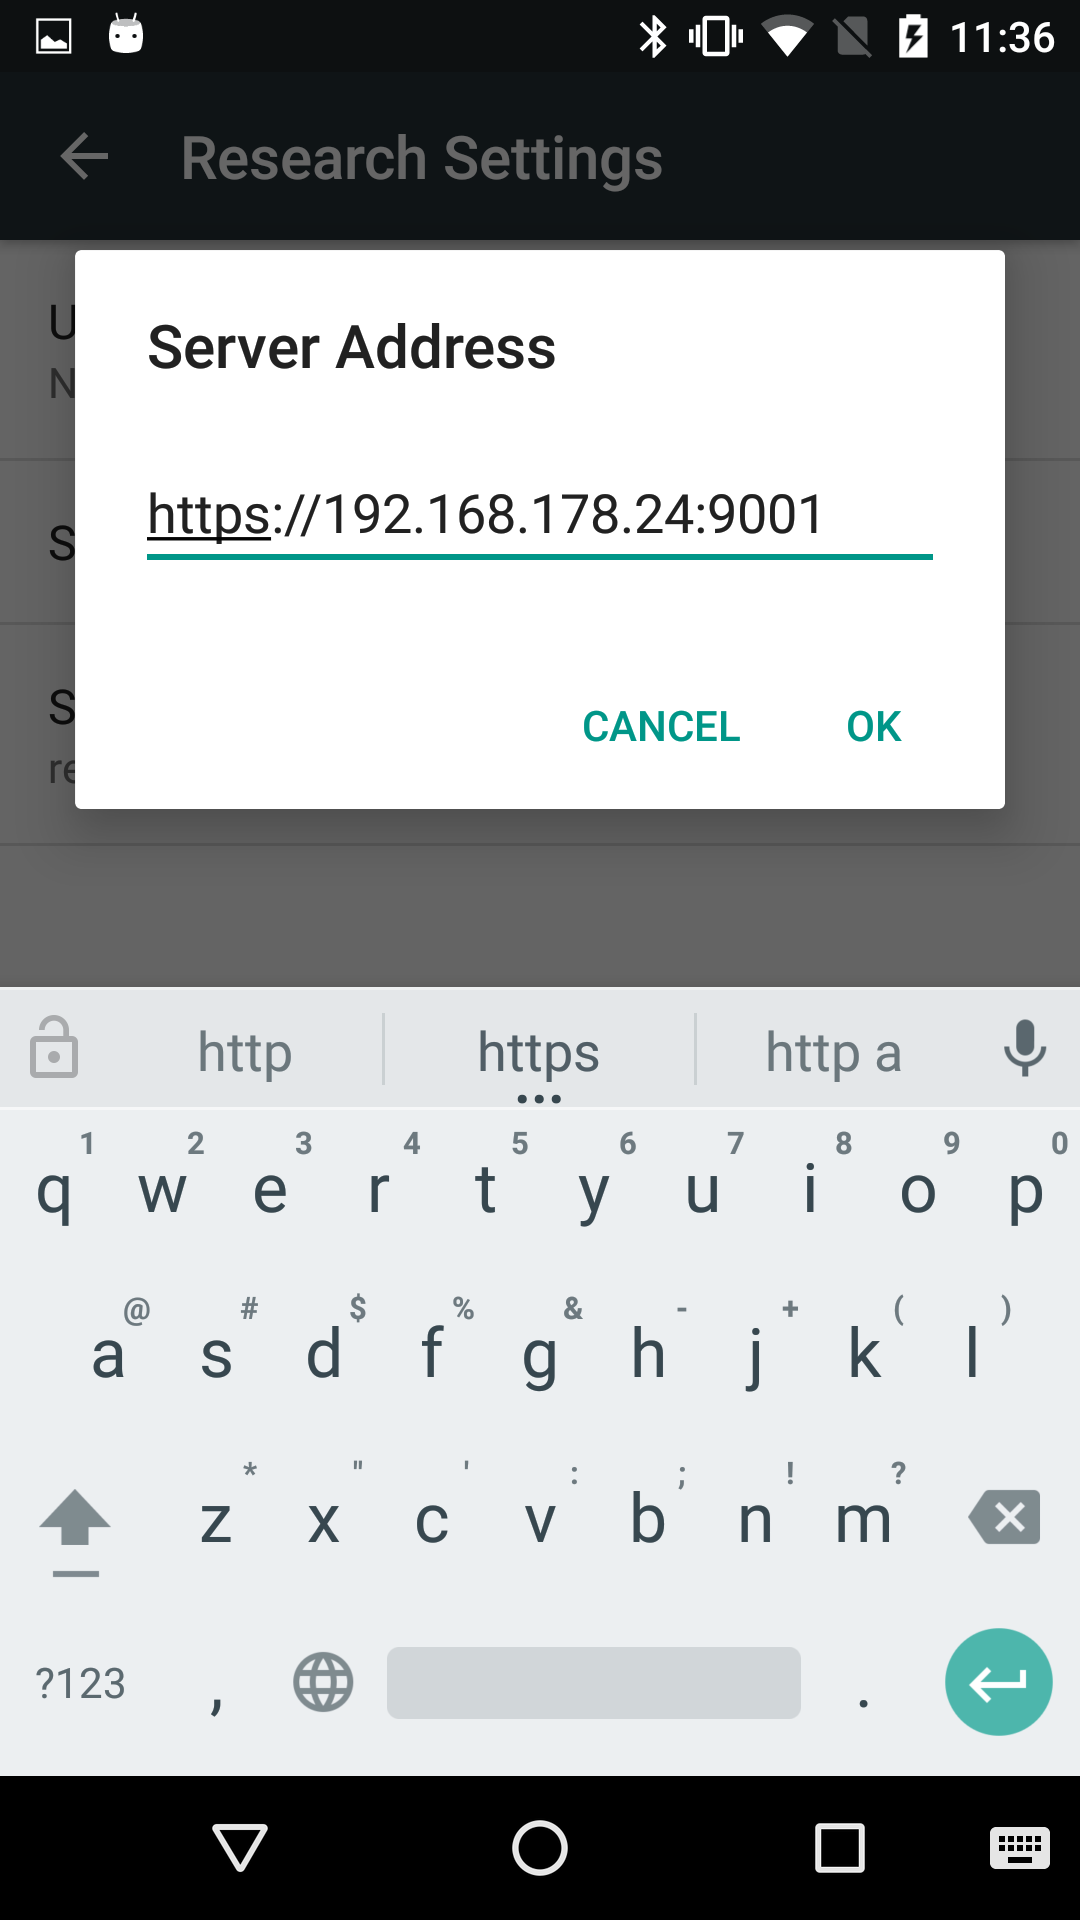 11:36
Research Settings
U
N
Server Address
https://192.168.178.24:9001
S
S
CANCEL OK
re
http https http a
1 2 3 4 5 6 7 8 9 0
q w e r t y u i o p
@ # $ % & - + ( )
a s d f g h j k l
* " ' : ; ! ?
z x c v b n m
?123 , .